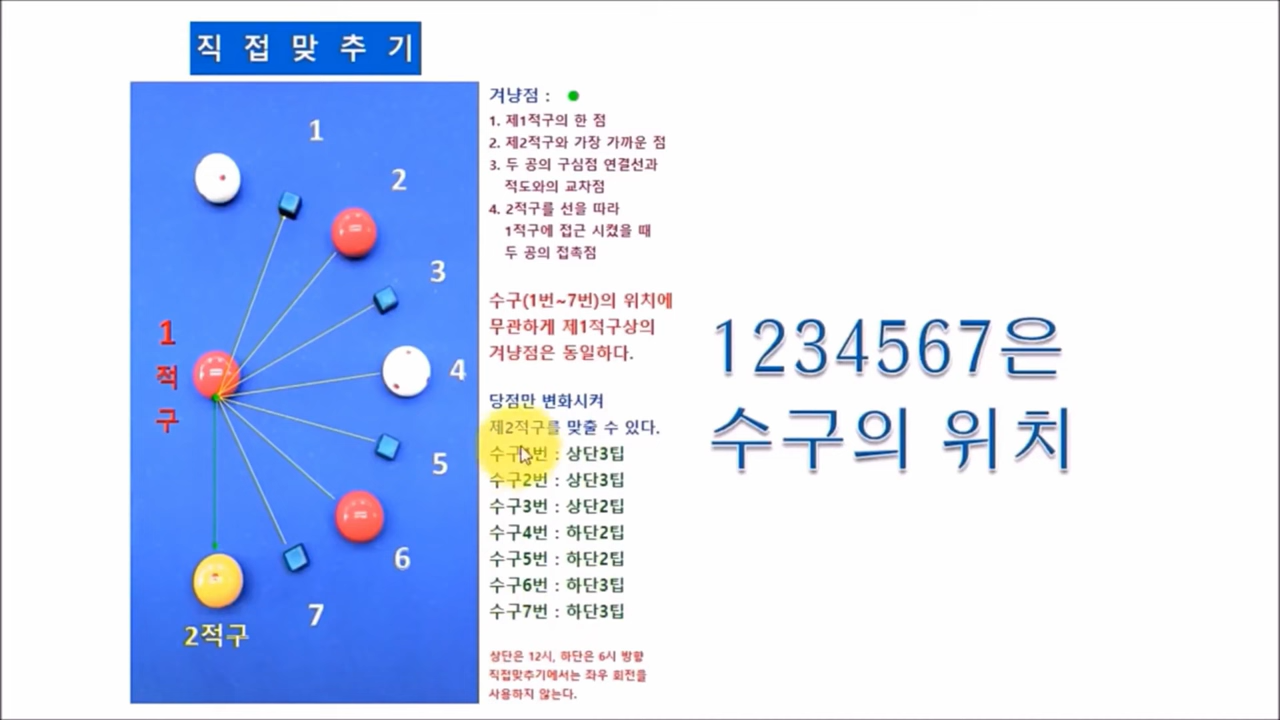 직접맞추기
1
2
3
4
5
6
7
1
적
구
2적구
겨냥점 :
1. 제1적구의 한 점
2. 제2적구와 가장 가까운 점
3. 두 공의 구심점 연결선과
적도와의 교차점
4. 2적구를 선을 따라
1적구에 접근 시켰을 때
두 공의 접촉점
수구(1번~7번)의 위치에
무관하게 제1적구상의
겨냥점은 동일하다.
당점만 변화시켜
제2적구를 맞출 수 있다.
수구1번 : 상단3팁
수구2번 : 상단3팁
수구3번 : 상단2팁
수구4번 : 하단2팁
수구5번 : 하단2팁
수구6번 : 하단3팁
수구7번 : 하단3팁
상단은 12시, 하단은 6시 방향
직접맞추기에서는 좌우 회전을
사용하지 않는다.
1234567은
수구의 위치